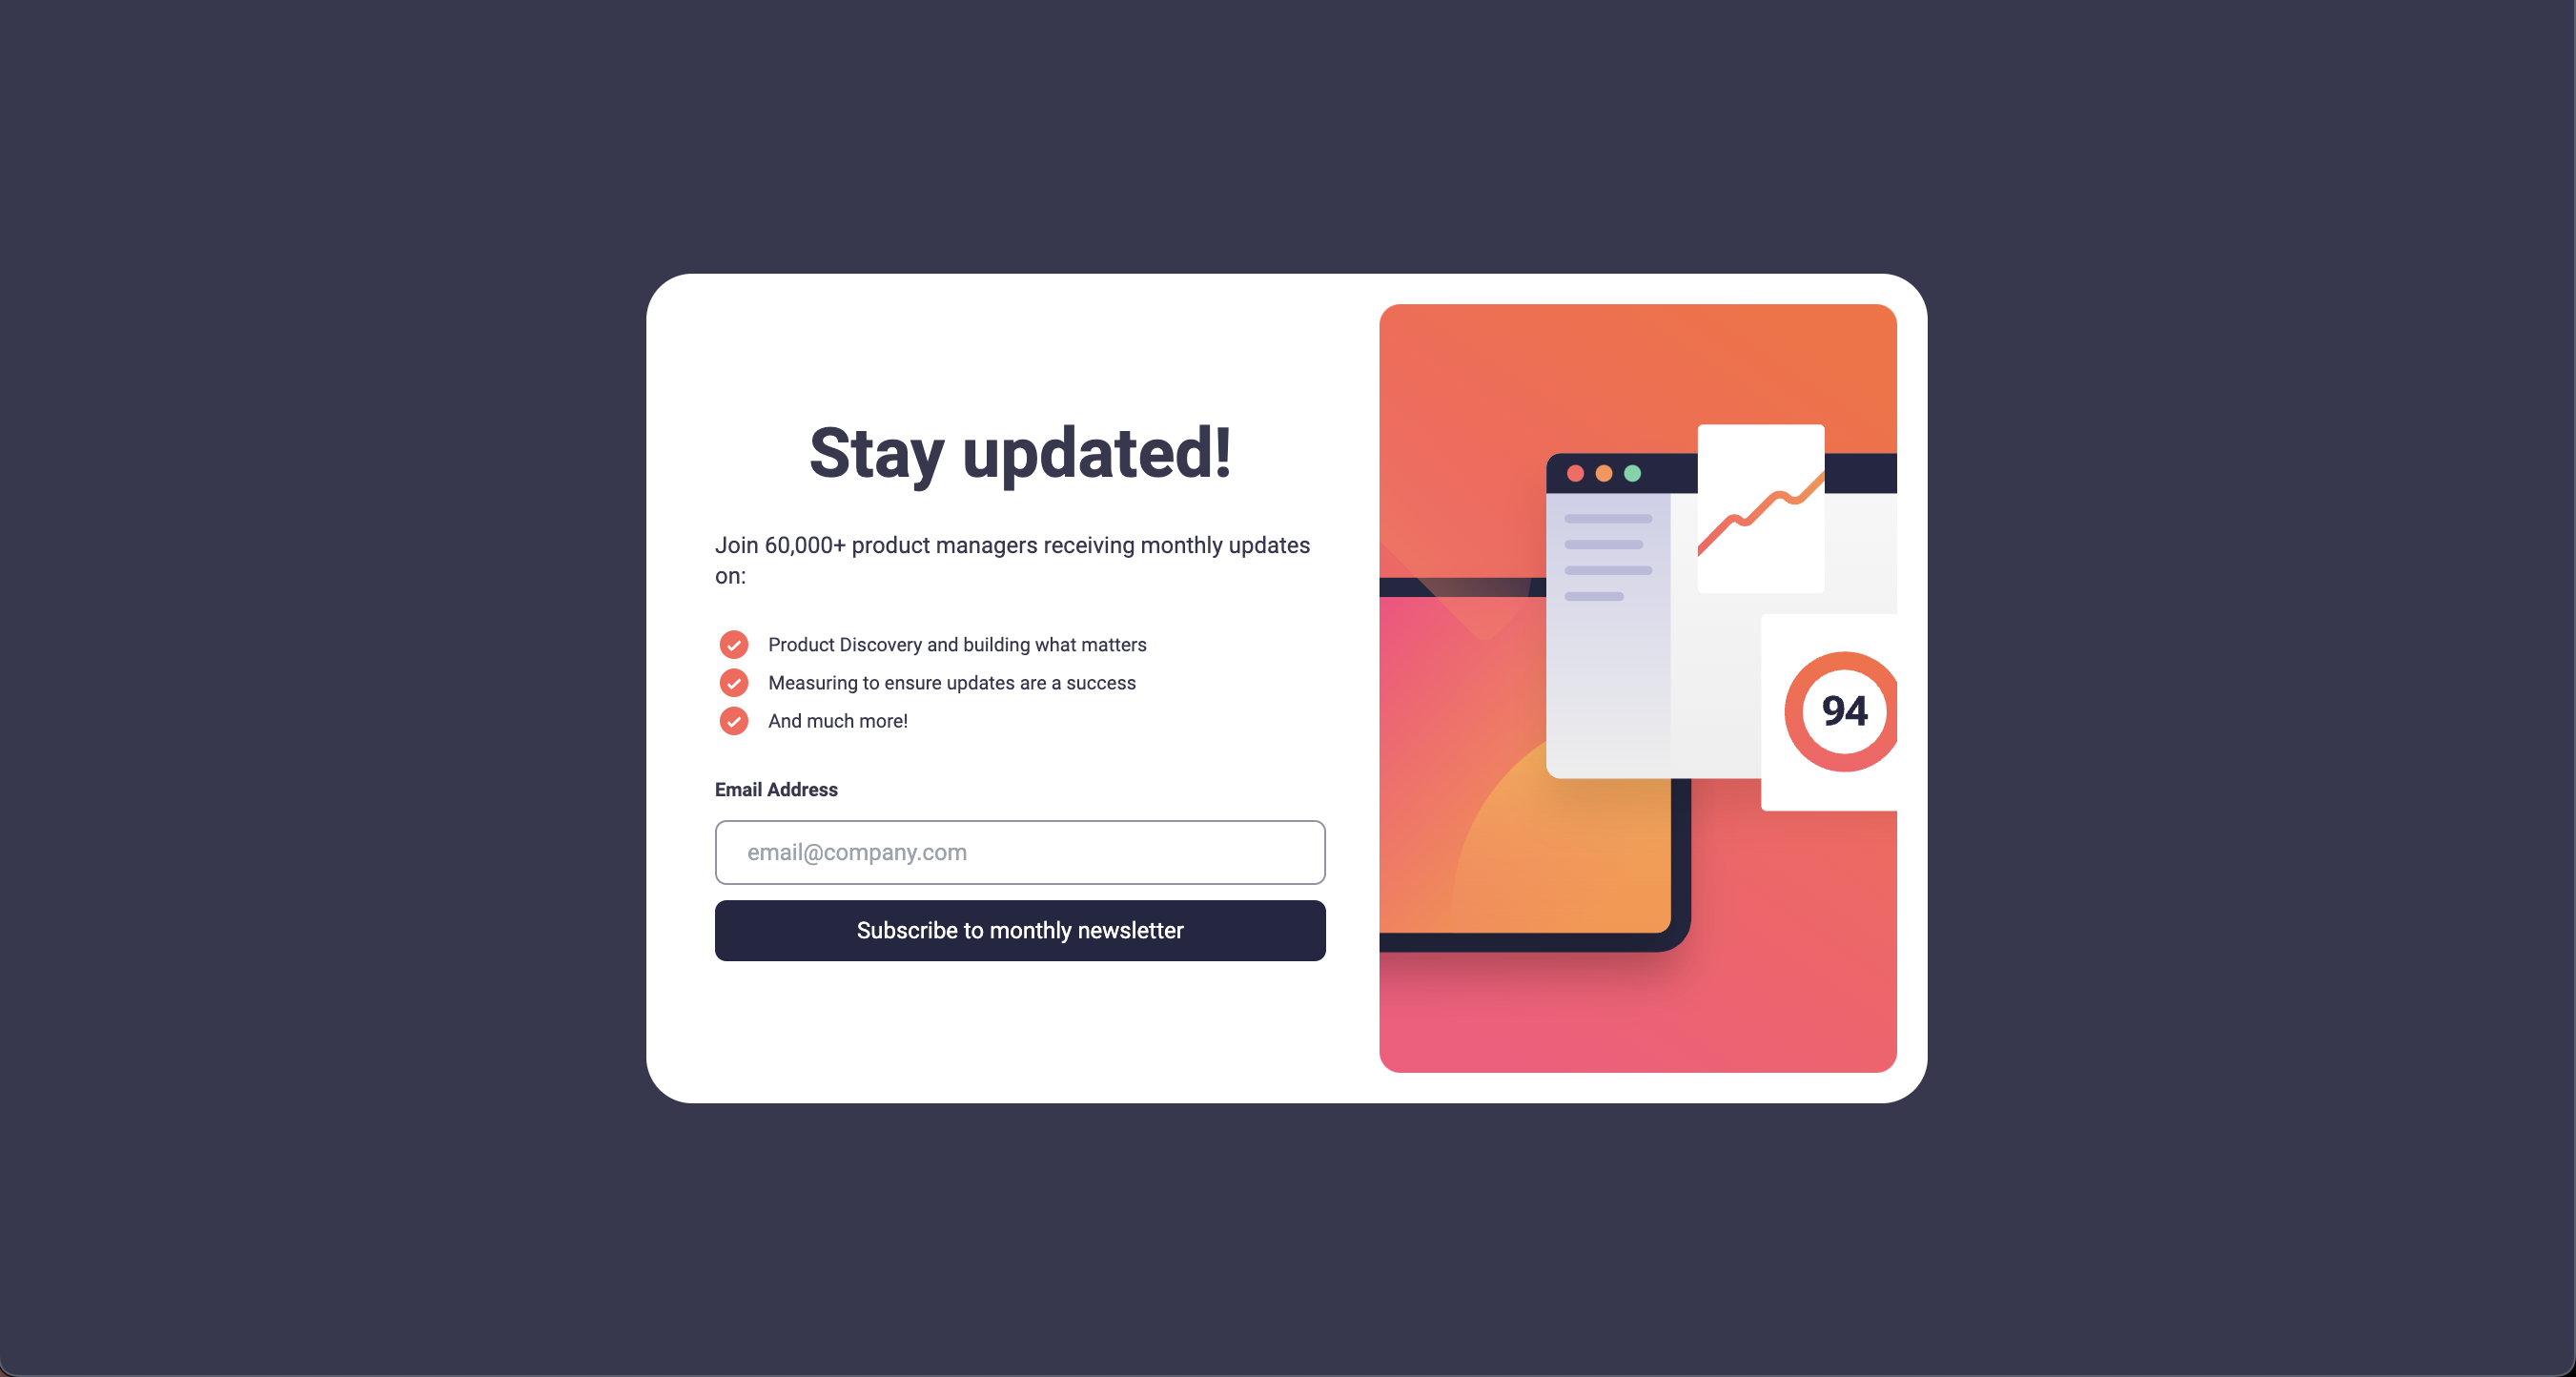 Stay updated!
Join 60,000+ product managers receiving monthly updates
on:
Product Discovery and building what matters
Measuring to ensure updates are a success
And much more!
Email Address
email@company.com
Subscribe to monthly newsletter
94